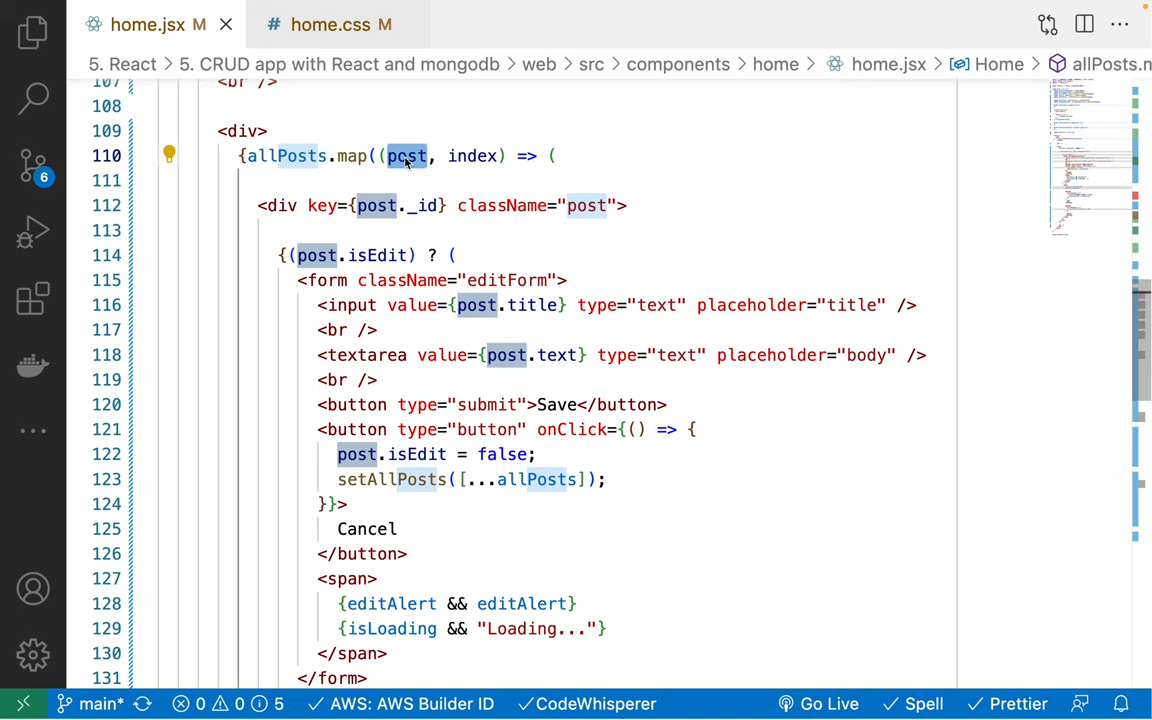 home.jsx M
# home.css M
5. React > 5. CRUD app with React and mongodb > web > src > components > home > home.jsx > Home > allPosts.m
107 <br />
108
109 <div>
110 {allPosts.map((post, index) => (
111
112 <div key={post._id} className="post">
113
114 {(post.isEdit) ? (
115 <form className="editForm">
116 <input value={post.title} type="text" placeholder="title" />
117 <br />
118 <textarea value={post.text} type="text" placeholder="body" />
119 <br />
120 <button type="submit">Save</button>
121 <button type="button" onClick={() => {
122 post.isEdit = false;
123 setAllPosts([...allPosts]);
124 }}>
125 Cancel
126 </button>
127 <span>
128 {editAlert && editAlert}
129 {isLoading && "Loading..."}
130 </span>
131 </form>
6
main* 0 0 5 AWS: AWS Builder ID CodeWhisperer Go Live Spell Prettier